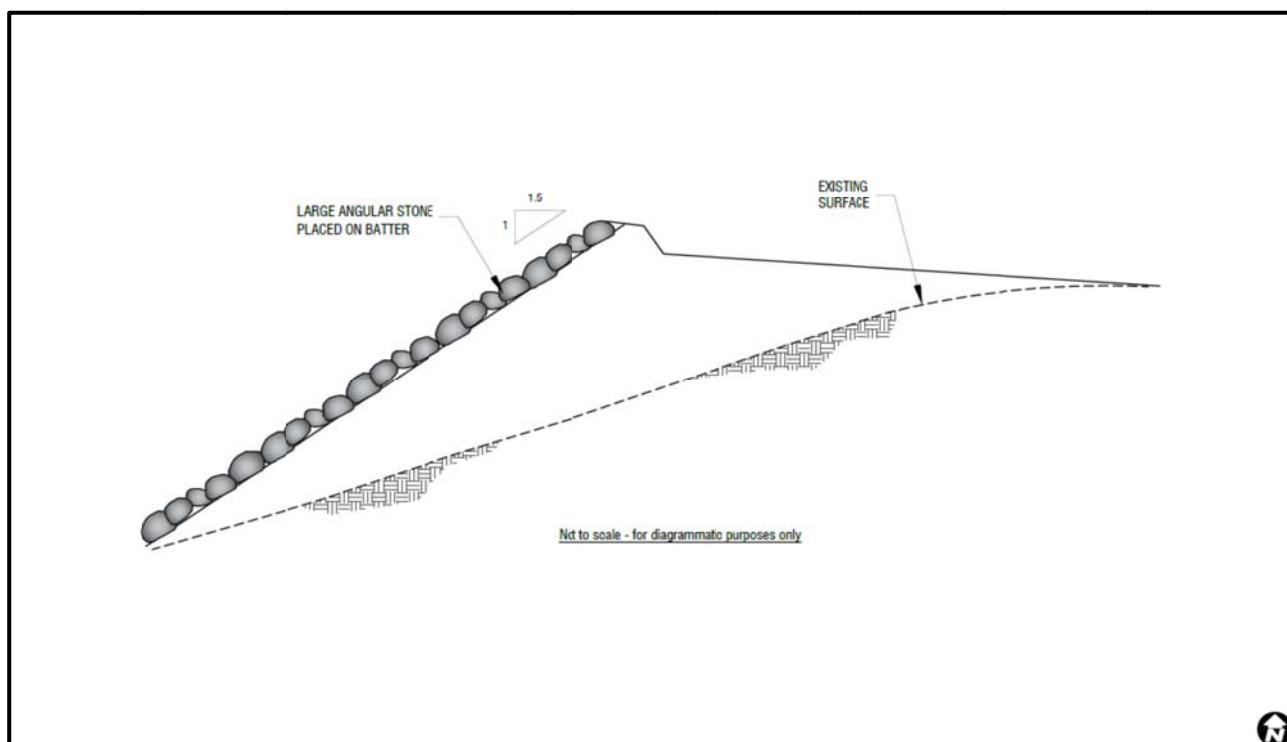 1.5
1
LARGE ANGULAR STONE
PLACED ON BATTER
EXISTING
SURFACE
Not to scale - for diagrammatic purposes only
N